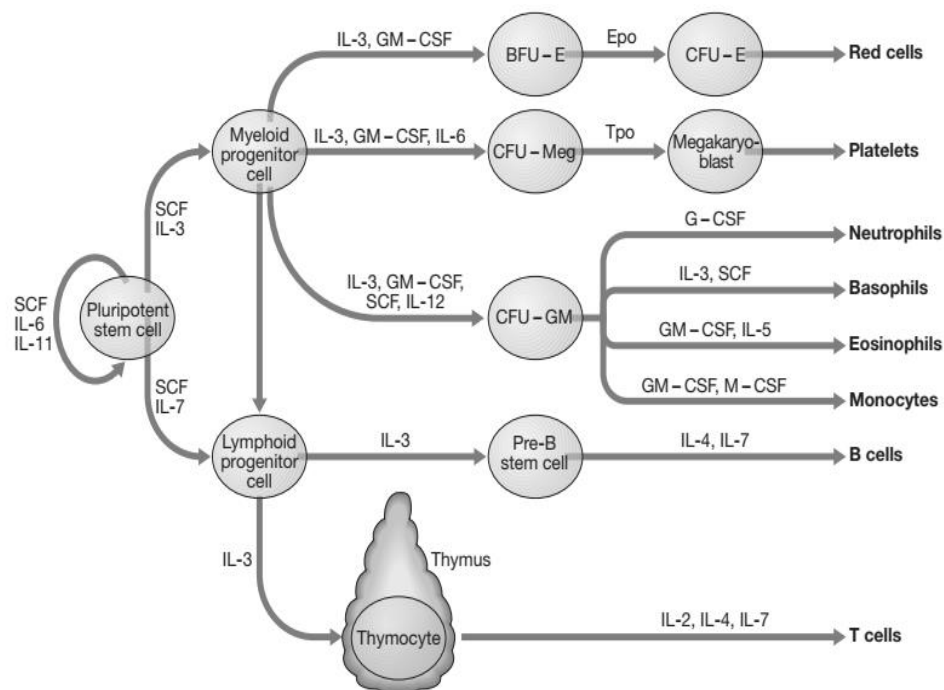 IL-3, GM – CSF
BFU – E
Epo
CFU – E
Red cells
Myeloid
progenitor
cell
IL-3, GM – CSF, IL-6
CFU – Meg
Tpo
Megakaryo-
blast
Platelets
SCF
IL-3
G – CSF
Neutrophils
IL-3, GM – CSF,
SCF, IL-12
CFU – GM
IL-3, SCF
Basophils
SCF
IL-6
IL-11
Pluripotent
stem cell
GM – CSF, IL-5
Eosinophils
GM – CSF, M – CSF
Monocytes
SCF
IL-7
Lymphoid
progenitor
cell
IL-3
Pre-B
stem cell
IL-4, IL-7
B cells
IL-3
Thymus
Thymocyte
IL-2, IL-4, IL-7
T cells